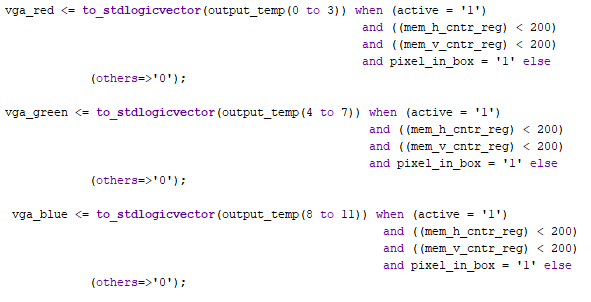 vga_red <= to_stdlogicvector(output_temp(0 to 3)) when (active = '1')
and ((mem_h_cntr_reg) < 200)
and ((mem_v_cntr_reg) < 200)
and pixel_in_box = '1' else
(others=>'0');
vga_green <= to_stdlogicvector(output_temp(4 to 7)) when (active = '1')
and ((mem_h_cntr_reg) < 200)
and ((mem_v_cntr_reg) < 200)
and pixel_in_box = '1' else
(others=>'0');
vga_blue <= to_stdlogicvector(output_temp(8 to 11)) when (active = '1')
and ((mem_h_cntr_reg) < 200)
and ((mem_v_cntr_reg) < 200)
and pixel_in_box = '1' else
(others=>'0');